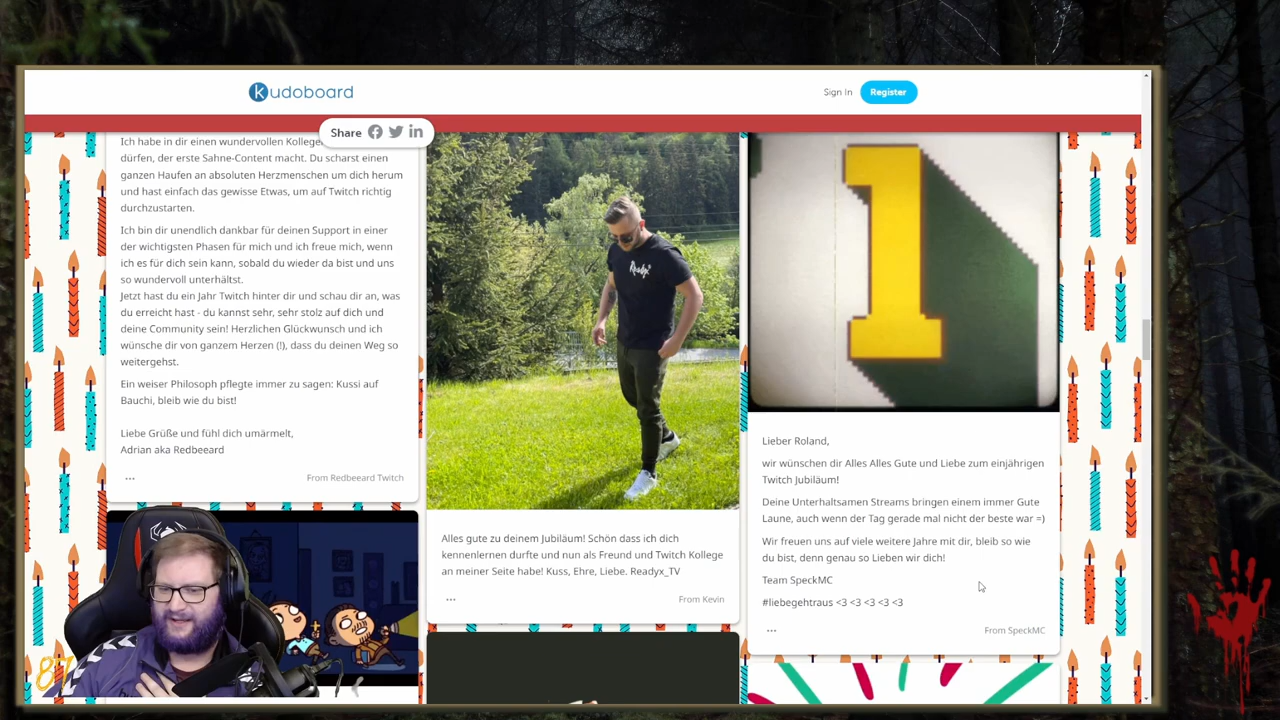 kudoboard
Sign In
Register
Share
Ich habe in dir einen wundervollen Kollege
dürfen, der erste Sahne-Content macht. Du scharst einen
ganzen Haufen an absoluten Herzmenschen um dich herum
und hast einfach das gewisse Etwas, um auf Twitch richtig
durchzustarten.
Ich bin dir unendlich dankbar für deinen Support in einer
der wichtigsten Phasen für mich und ich freue mich, wenn
ich es für dich sein kann, sobald du wieder da bist und uns
so wundervoll unterhältst.
Jetzt hast du ein Jahr Twitch hinter dir und schau dir an, was
du erreicht hast - du kannst sehr, sehr stolz auf dich und
deine Community sein! Herzlichen Glückwunsch und ich
wünsche dir von ganzem Herzen (!), dass du deinen Weg so
weitergehst.
Ein weiser Philosoph pflegte immer zu sagen: Kussi auf
Bauchi, bleib wie du bist!
Liebe Grüße und fühl dich umärmelt,
Adrian aka Redbeeard
From Redbeeard Twitch
Readyx
Alles gute zu deinem Jubiläum! Schön dass ich dich
kennenlernen durfte und nun als Freund und Twitch Kollege
an meiner Seite habe! Kuss, Ehre, Liebe. Readyx_TV
From Kevin
1
Lieber Roland,
wir wünschen dir Alles Alles Gute und Liebe zum einjährigen
Twitch Jubiläum!
Deine Unterhaltsamen Streams bringen einem immer Gute
Laune, auch wenn der Tag gerade mal nicht der beste war =)
Wir freuen uns auf viele weitere Jahre mit dir, bleib so wie
du bist, denn genau so Lieben wir dich!
Team SpeckMC
#liebegehtraus <3 <3 <3 <3 <3
From SpeckMC